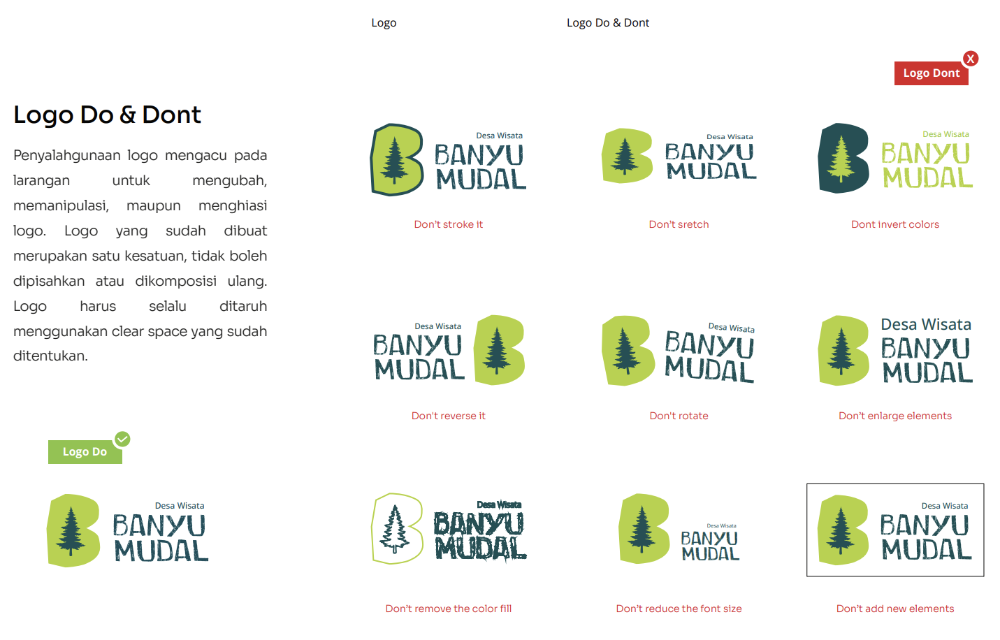 Logo
Logo Do & Dont
Logo Do & Dont
Penyalahgunaan logo mengacu pada
larangan untuk mengubah,
memanipulasi, maupun menghiasi
logo. Logo yang sudah dibuat
merupakan satu kesatuan, tidak boleh
dipisahkan atau dikomposisi ulang.
Logo harus selalu ditaruh
menggunakan clear space yang sudah
ditentukan.
Logo Do
Desa Wisata
BANYU
MUDAL
Logo Dont
X
Desa Wisata
BANYU
MUDAL
Don’t stroke it
Desa Wisata
BANYU
MUDAL
Don’t sretch
Desa Wisata
BANYU
MUDAL
Dont invert colors
Desa Wisata
BANYU
MUDAL
Don't reverse it
Desa Wisata
BANYU
MUDAL
Don't rotate
Desa Wisata
BANYU
MUDAL
Don’t enlarge elements
Desa Wisata
BANYU
MUDAL
Don’t remove the color fill
Desa Wisata
BANYU
MUDAL
Don’t reduce the font size
Desa Wisata
BANYU
MUDAL
Don’t add new elements